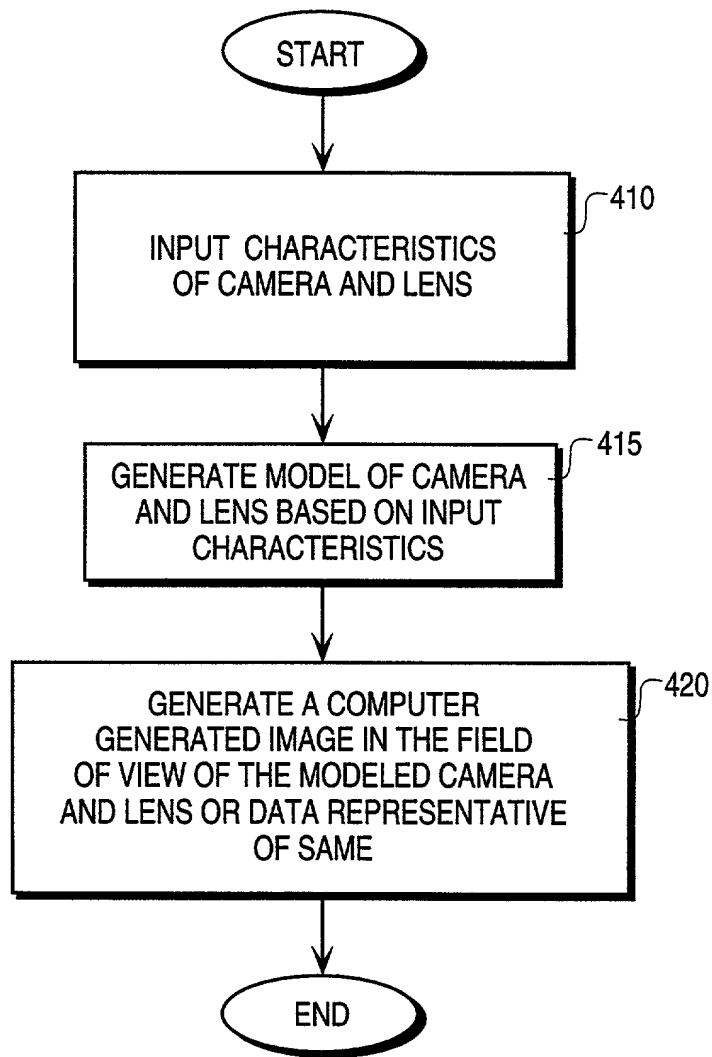 START
410
INPUT CHARACTERISTICS
OF CAMERA AND LENS
415
GENERATE MODEL OF CAMERA
AND LENS BASED ON INPUT
CHARACTERISTICS
420
GENERATE A COMPUTER
GENERATED IMAGE IN THE FIELD
OF VIEW OF THE MODELED CAMERA
AND LENS OR DATA REPRESENTATIVE
OF SAME
END